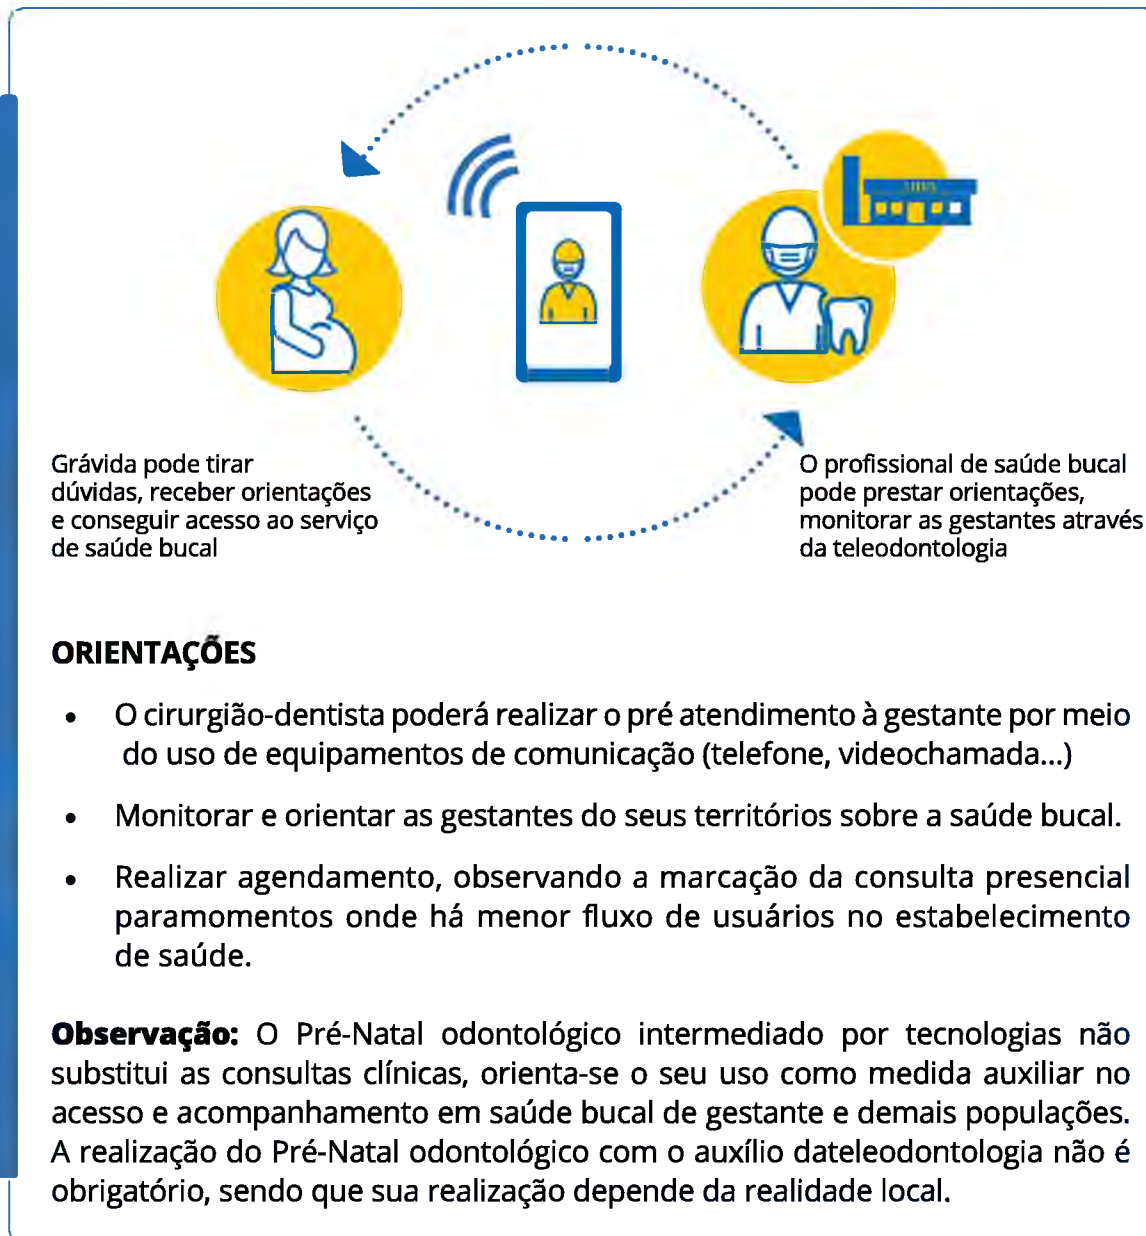 Grávida pode tirar
dúvidas, receber orientações
e conseguir acesso ao serviço
de saúde bucal
O profissional de saúde bucal
pode prestar orientações,
monitorar as gestantes através
da teleodontologia
ORIENTAÇÕES
• O cirurgião-dentista poderá realizar o pré atendimento à gestante por meio
do uso de equipamentos de comunicação (telefone, videochamada...)
• Monitorar e orientar as gestantes do seus territórios sobre a saúde bucal.
• Realizar agendamento, observando a marcação da consulta presencial
paramomentos onde há menor fluxo de usuários no estabelecimento
de saúde.
Observação: O Pré-Natal odontológico intermediado por tecnologias não
substitui as consultas clínicas, orienta-se o seu uso como medida auxiliar no
acesso e acompanhamento em saúde bucal de gestante e demais populações.
A realização do Pré-Natal odontológico com o auxílio dateleodontologia não é
obrigatório, sendo que sua realização depende da realidade local.